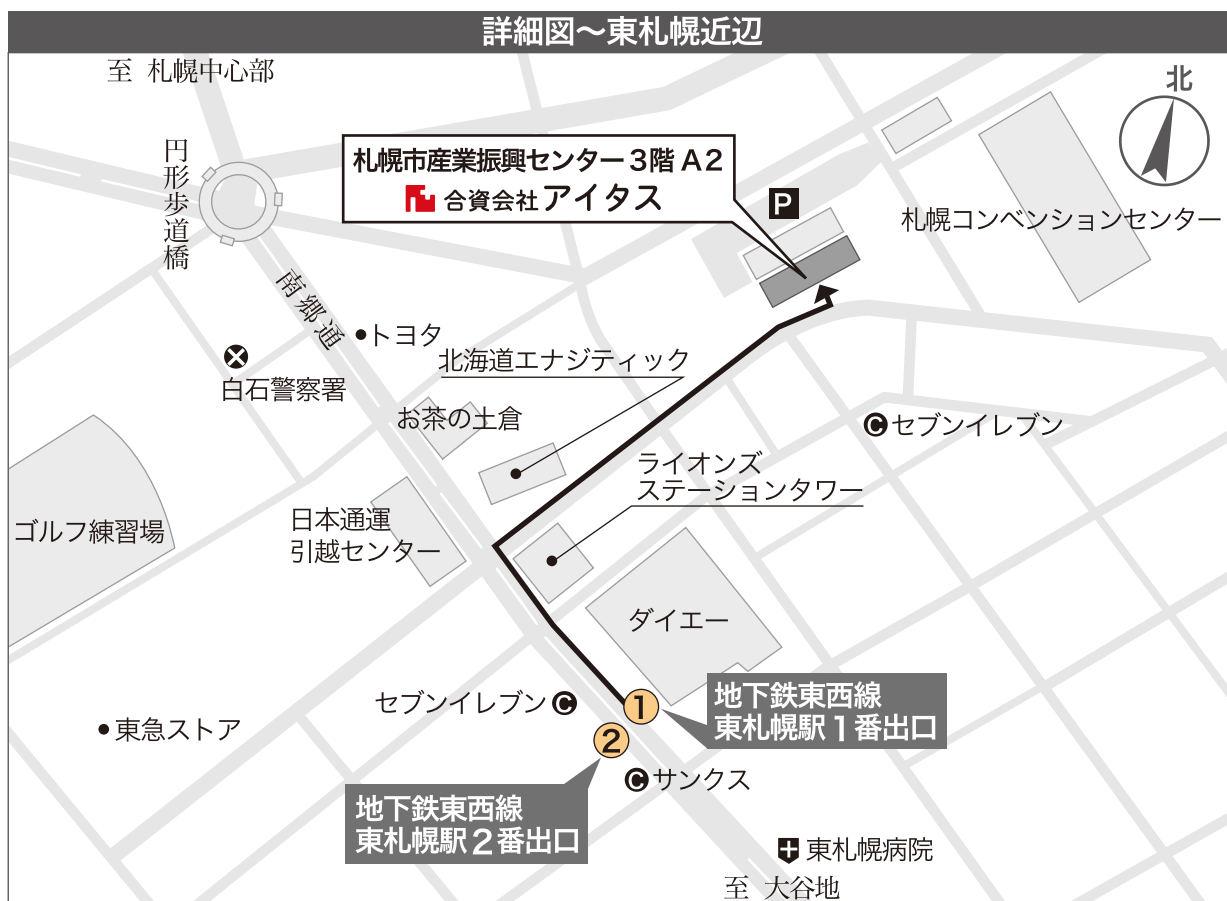 詳細図〜東札幌近辺
至 札幌中心部
北
円形歩道橋
札幌市産業振興センター3階 A2
合資会社 アイタス
P
札幌コンベンションセンター
南郷通
トヨタ
北海道エナジティック
白石警察署
お茶の土倉
C セブンイレブン
ライオンズ
ステーションタワー
日本通運
引越センター
ゴルフ練習場
ダイエー
セブンイレブン C
1
地下鉄東西線
東札幌駅1番出口
東急ストア
2
C サンクス
地下鉄東西線
東札幌駅2番出口
東札幌病院
至 大谷地